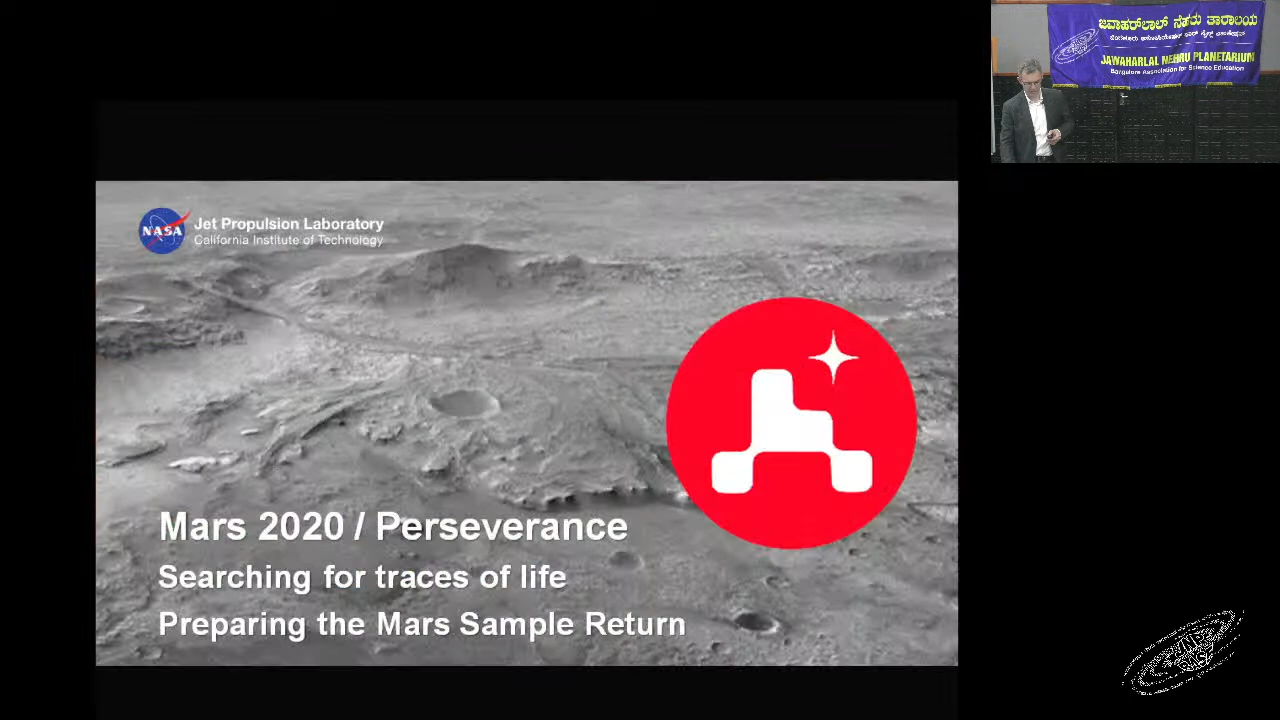 NASA
Jet Propulsion Laboratory
California Institute of Technology
Mars 2020 / Perseverance
Searching for traces of life
Preparing the Mars Sample Return
ಜವಾಹರ್‌ಲಾಲ್ ನೆಹರು ತಾರಾಲಯ
JAWAHARLAL NEHRU PLANETARIUM
Bangalore Association for Science Education